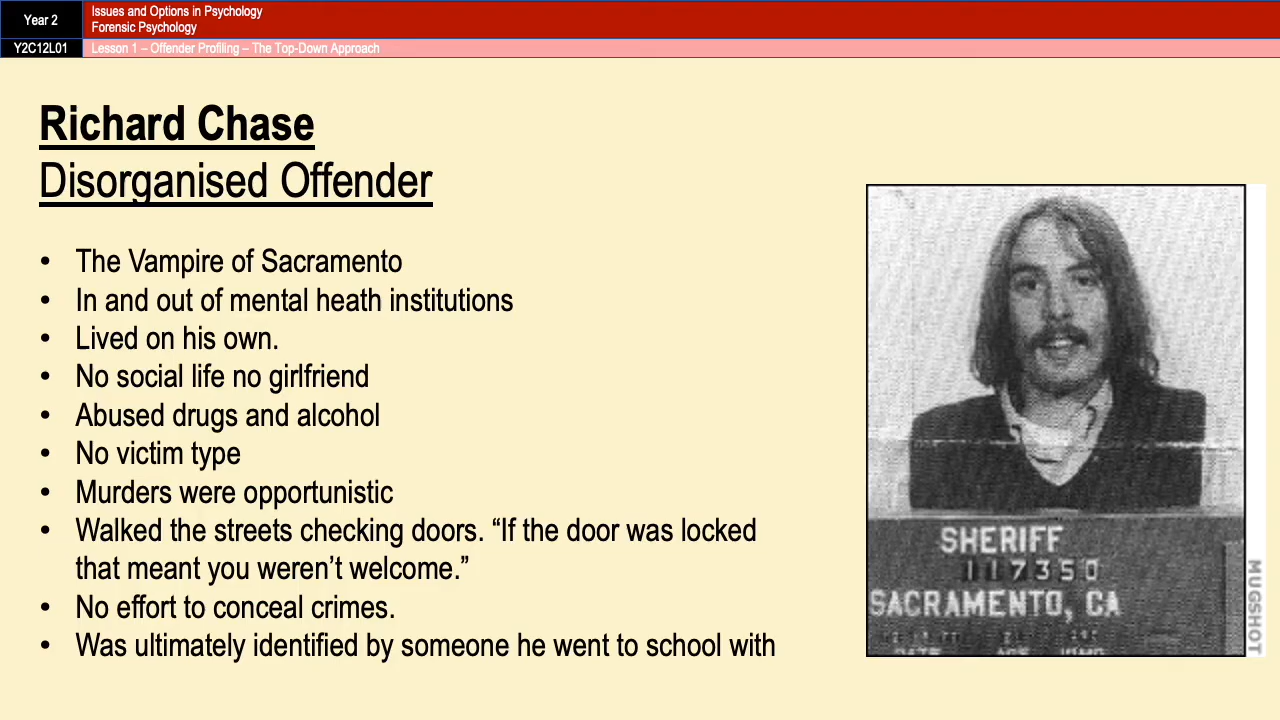 Year 2
Issues and Options in Psychology
Forensic Psychology
Y2C12L01
Lesson 1 – Offender Profiling – The Top-Down Approach
Richard Chase
Disorganised Offender
• The Vampire of Sacramento
• In and out of mental heath institutions
• Lived on his own.
• No social life no girlfriend
• Abused drugs and alcohol
• No victim type
• Murders were opportunistic
• Walked the streets checking doors. “If the door was locked
that meant you weren’t welcome.”
• No effort to conceal crimes.
• Was ultimately identified by someone he went to school with
SHERIFF
117350
SACRAMENTO, CA
MUGSHOT